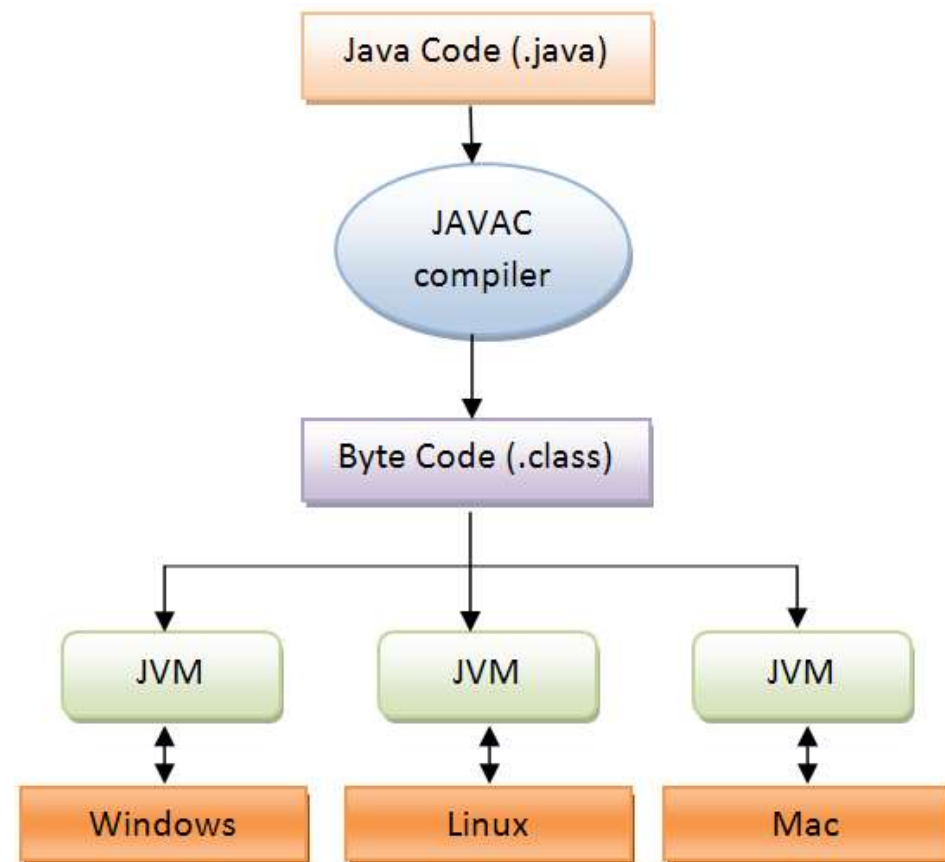 Java Code (.java)
JAVAC
compiler
Byte Code (.class)
JVM
JVM
JVM
Windows
Linux
Mac